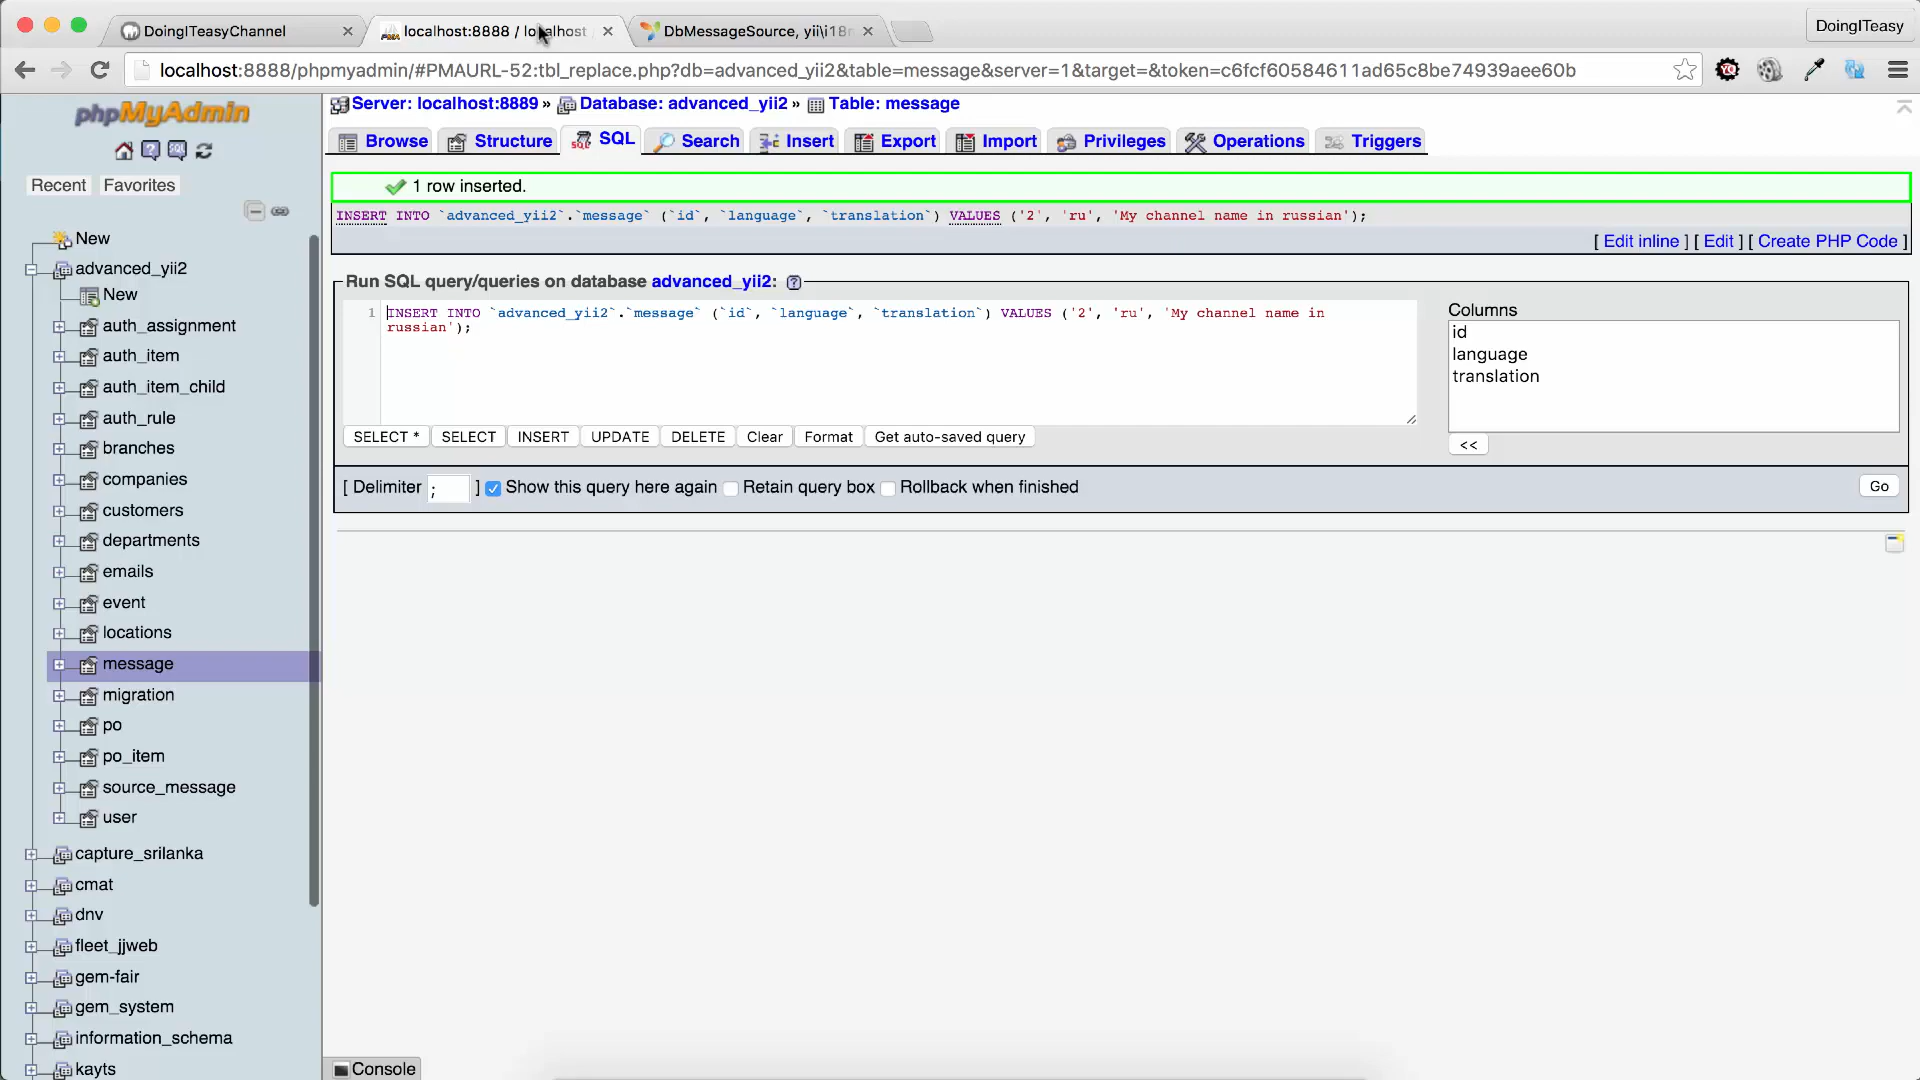 DoingITeasyChannel
localhost:8888 / localhost
DbMessageSource, yii\i18n
DoingITeasy
localhost:8888/phpmyadmin/#PMAURL-52:tbl_replace.php?db=advanced_yii2&table=message&server=1&target=&token=c6fcf60584611ad65c8be74939aee60b
phpMyAdmin
Server: localhost:8889 » Database: advanced_yii2 » Table: message
Browse Structure SQL Search Insert Export Import Privileges Operations Triggers
Recent Favorites
1 row inserted.
INSERT INTO `advanced_yii2`.`message` (`id`, `language`, `translation`) VALUES ('2', 'ru', 'My channel name in russian');
[ Edit inline ] [ Edit ] [ Create PHP Code ]
Run SQL query/queries on database advanced_yii2:
1 INSERT INTO `advanced_yii2`.`message` (`id`, `language`, `translation`) VALUES ('2', 'ru', 'My channel name in
russian');
Columns
id
language
translation
<<
SELECT * SELECT INSERT UPDATE DELETE Clear Format Get auto-saved query
[ Delimiter ; ] Show this query here again Retain query box Rollback when finished
Go
New
advanced_yii2
New
auth_assignment
auth_item
auth_item_child
auth_rule
branches
companies
customers
departments
emails
event
locations
message
migration
po
po_item
source_message
user
capture_srilanka
cmat
dnv
fleet_jjweb
gem-fair
gem_system
information_schema
kayts
Console